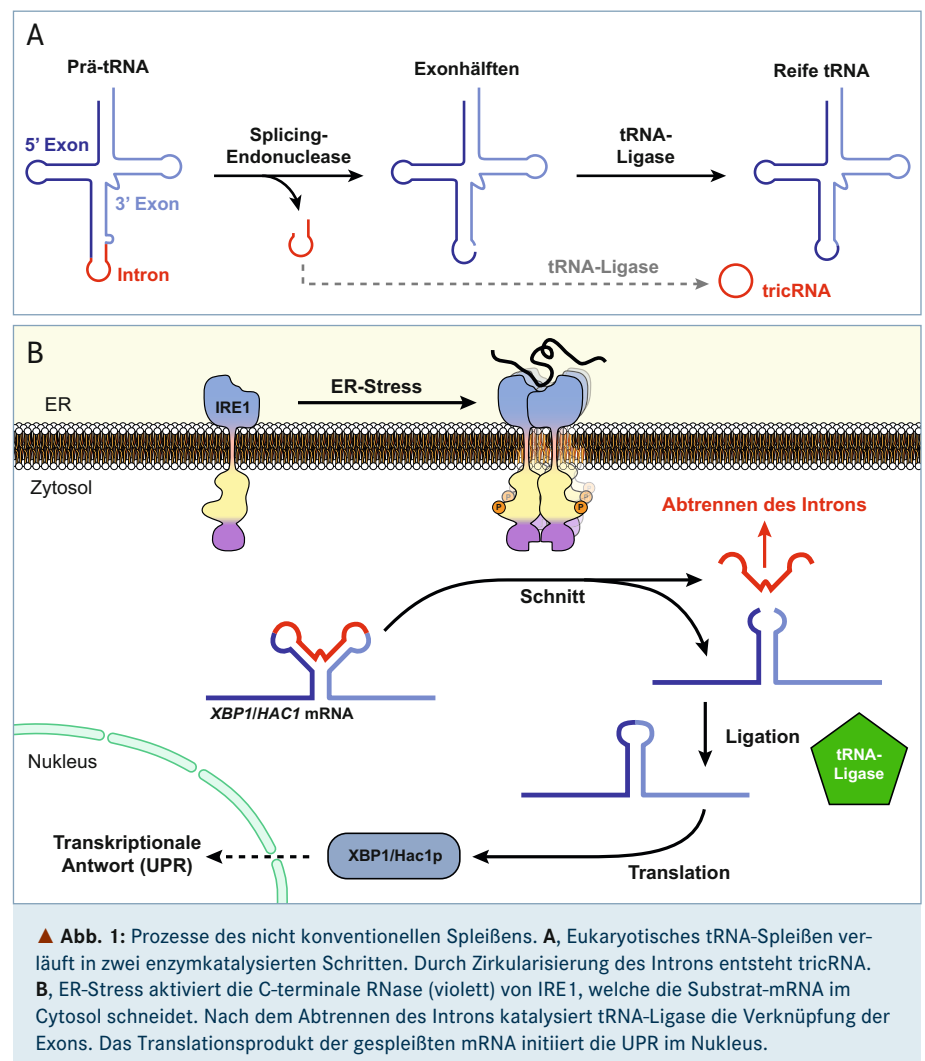 A
Prä-tRNA
Exonhälften
Reife tRNA
5’ Exon
Splicing-
Endonuclease
tRNA-
Ligase
3’ Exon
Intron
tRNA-Ligase
tricRNA
B
IRE1
ER-Stress
ER
Zytosol
P
P
P
P
Abtrennen des Introns
Schnitt
XBP1/HAC1 mRNA
Ligation
tRNA-
Ligase
Nukleus
Transkriptionale
Antwort (UPR)
XBP1/Hac1p
Translation
▲ Abb. 1: Prozesse des nicht konventionellen Spleißens. A, Eukaryotisches tRNA-Spleißen ver-
läuft in zwei enzymkatalysierten Schritten. Durch Zirkularisierung des Introns entsteht tricRNA.
B, ER-Stress aktiviert die C-terminale RNase (violett) von IRE1, welche die Substrat-mRNA im
Cytosol schneidet. Nach dem Abtrennen des Introns katalysiert tRNA-Ligase die Verknüpfung der
Exons. Das Translationsprodukt der gespleißten mRNA initiiert die UPR im Nukleus.